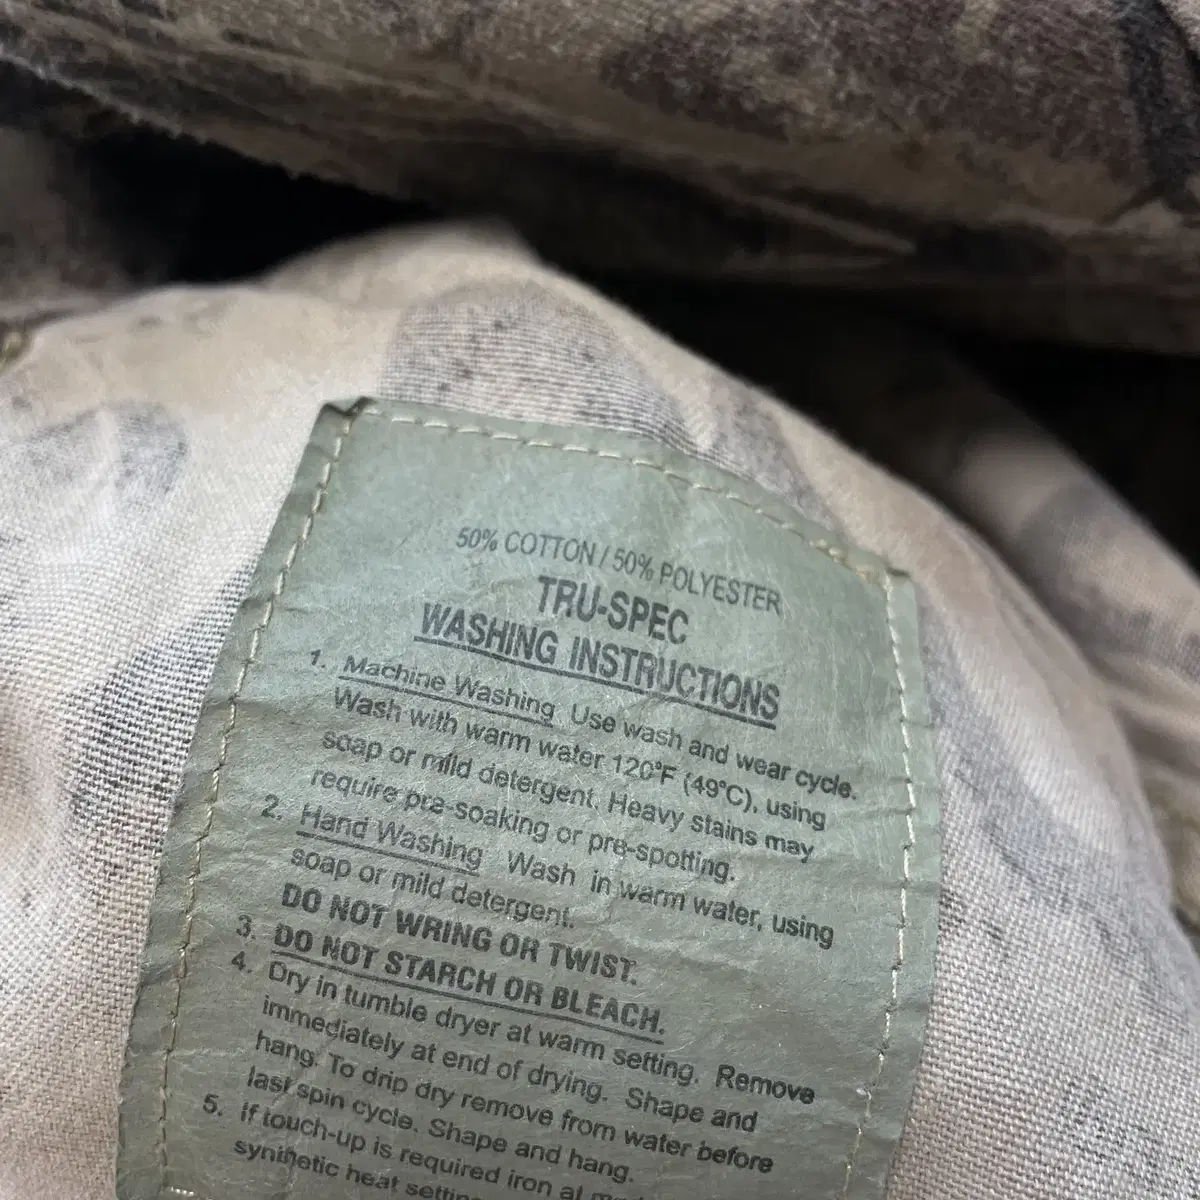 50% COTTON / 50% POLYESTER
TRU-SPEC
WASHING INSTRUCTIONS
1. Machine Washing Use wash and wear cycle.
Wash with warm water 120°F (49°C), using
soap or mild detergent. Heavy stains may
require pre-soaking or pre-spotting.
2. Hand Washing Wash in warm water, using
soap or mild detergent.
DO NOT WRING OR TWIST.
3. DO NOT STARCH OR BLEACH.
4. Dry in tumble dryer at warm setting. Remove
immediately at end of drying. Shape and
hang. To drip dry remove from water before
last spin cycle. Shape and hang.
5. If touch-up is required iron at
synthetic heat setting